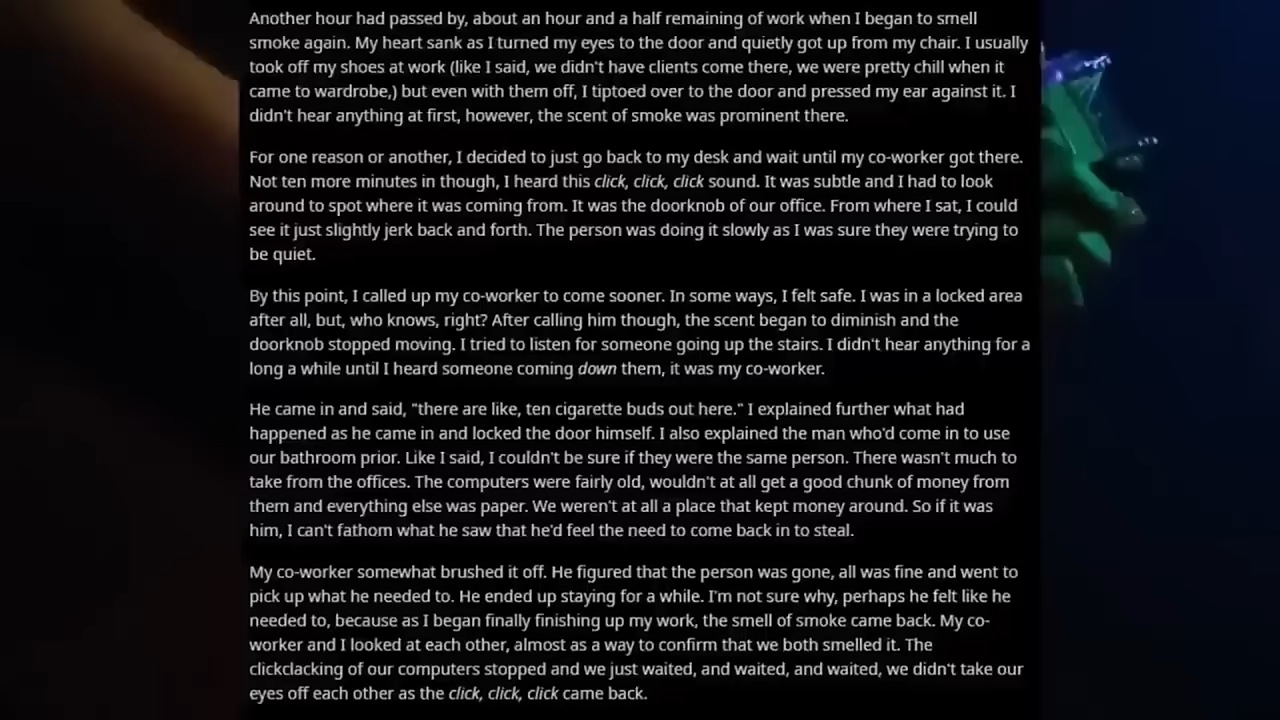 Another hour had passed by, about an hour and a half remaining of work when I began to smell
smoke again. My heart sank as I turned my eyes to the door and quietly got up from my chair. I usually
took off my shoes at work (like I said, we didn't have clients come there, we were pretty chill when it
came to wardrobe,) but even with them off, I tiptoed over to the door and pressed my ear against it. I
didn't hear anything at first, however, the scent of smoke was prominent there.
For one reason or another, I decided to just go back to my desk and wait until my co-worker got there.
Not ten more minutes in though, I heard this click, click, click sound. It was subtle and I had to look
around to spot where it was coming from. It was the doorknob of our office. From where I sat, I could
see it just slightly jerk back and forth. The person was doing it slowly as I was sure they were trying to
be quiet.
By this point, I called up my co-worker to come sooner. In some ways, I felt safe. I was in a locked area
after all, but, who knows, right? After calling him though, the scent began to diminish and the
doorknob stopped moving. I tried to listen for someone going up the stairs. I didn't hear anything for a
long a while until I heard someone coming down them, it was my co-worker.
He came in and said, "there are like, ten cigarette buds out here." I explained further what had
happened as he came in and locked the door himself. I also explained the man who'd come in to use
our bathroom prior. Like I said, I couldn't be sure if they were the same person. There wasn't much to
take from the offices. The computers were fairly old, wouldn't at all get a good chunk of money from
them and everything else was paper. We weren't at all a place that kept money around. So if it was
him, I can't fathom what he saw that he'd feel the need to come back in to steal.
My co-worker somewhat brushed it off. He figured that the person was gone, all was fine and went to
pick up what he needed to. He ended up staying for a while. I'm not sure why, perhaps he felt like he
needed to, because as I began finally finishing up my work, the smell of smoke came back. My co-
worker and I looked at each other, almost as a way to confirm that we both smelled it. The
clickclacking of our computers stopped and we just waited, and waited, and waited, we didn't take our
eyes off each other as the click, click, click came back.